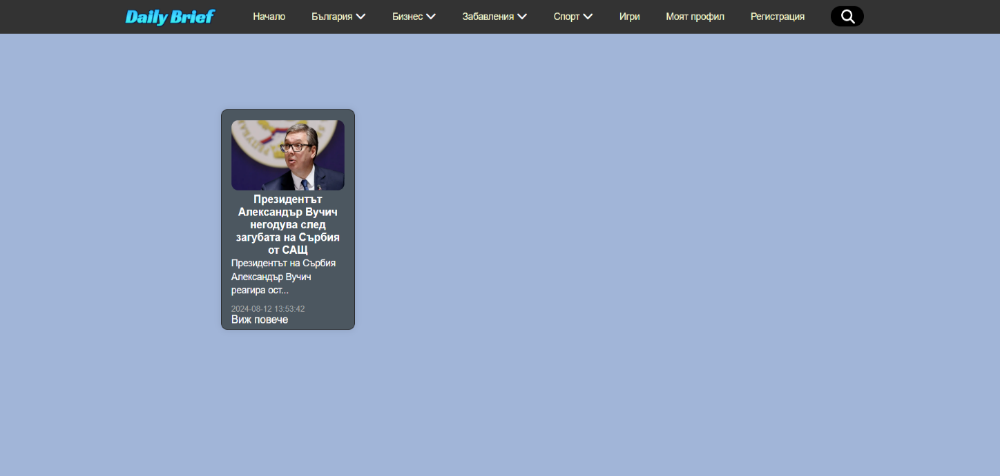 Daily Brief Начало България Бизнес Забавления Спорт Игри Моят профил Регистрация
Президентът
Александър Вучич
негодува след
загубата на Сърбия
от САЩ
Президентът на Сърбия
Александър Вучич
реагира ост...
2024-08-12 13:53:42
Виж повече